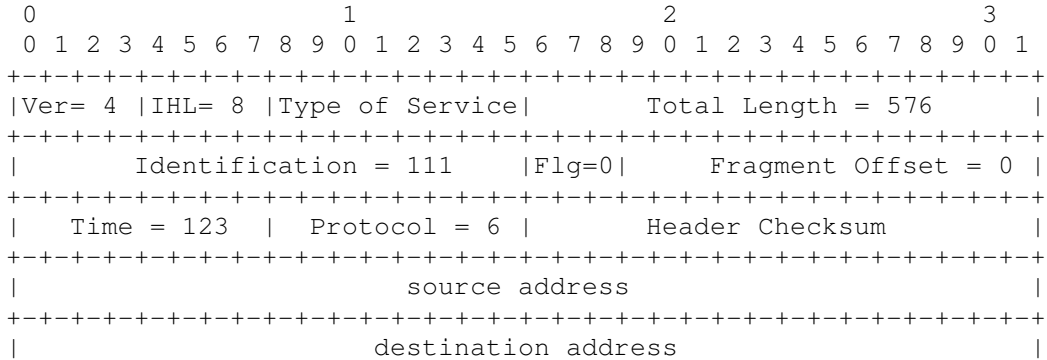 0                   1                   2                   3
 0 1 2 3 4 5 6 7 8 9 0 1 2 3 4 5 6 7 8 9 0 1 2 3 4 5 6 7 8 9 0 1
+-+-+-+-+-+-+-+-+-+-+-+-+-+-+-+-+-+-+-+-+-+-+-+-+-+-+-+-+-+-+-+-+
|Ver= 4 |IHL= 8 |Type of Service|       Total Length = 576      |
+-+-+-+-+-+-+-+-+-+-+-+-+-+-+-+-+-+-+-+-+-+-+-+-+-+-+-+-+-+-+-+-+
|       Identification = 111    |Flg=0|     Fragment Offset = 0 |
+-+-+-+-+-+-+-+-+-+-+-+-+-+-+-+-+-+-+-+-+-+-+-+-+-+-+-+-+-+-+-+-+
|   Time = 123  |  Protocol = 6 |       Header Checksum         |
+-+-+-+-+-+-+-+-+-+-+-+-+-+-+-+-+-+-+-+-+-+-+-+-+-+-+-+-+-+-+-+-+
|                        source address                         |
+-+-+-+-+-+-+-+-+-+-+-+-+-+-+-+-+-+-+-+-+-+-+-+-+-+-+-+-+-+-+-+-+
|                      destination address                      |